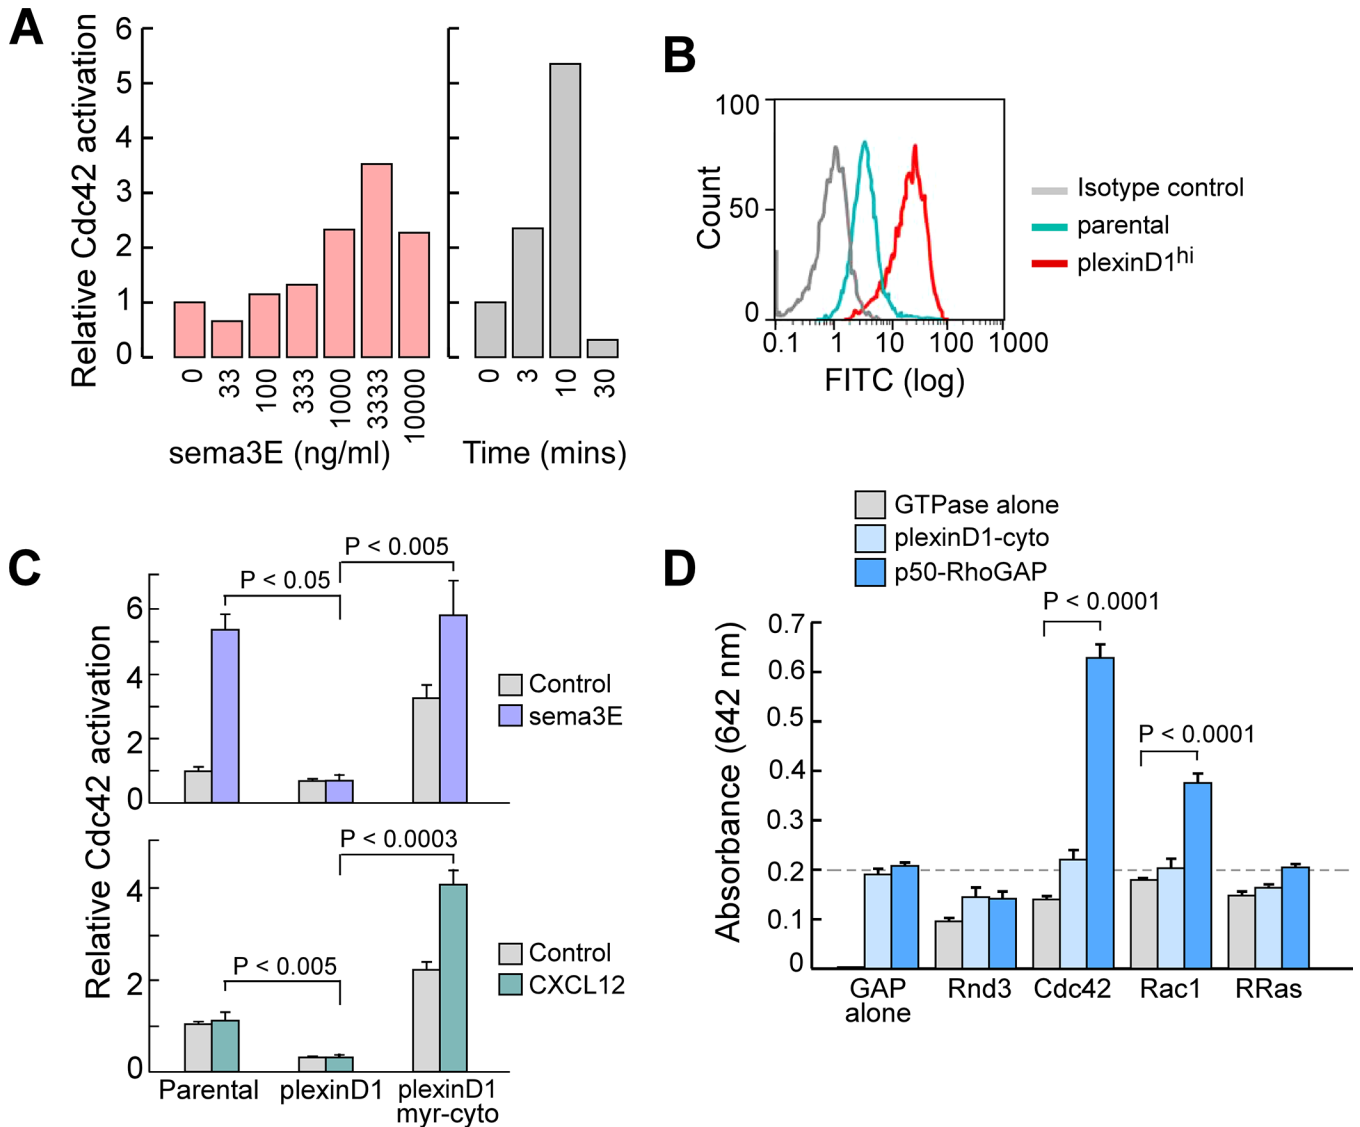 A
Relative Cdc42 activation
6
5
4
3
2
1
0
0 33 100 333 1000 3333 10000
sema3E (ng/ml)
0 3 10 30
Time (mins)
B
Count
100
50
0
0.1 1 10 100 1000
FITC (log)
Isotype control
parental
plexinD1hi
C
Relative Cdc42 activation
P < 0.005
P < 0.05
6
4
2
0
Control
sema3E
P < 0.0003
P < 0.005
4
2
0
Control
CXCL12
Parental plexinD1 plexinD1
myr-cyto
D
GTPase alone
plexinD1-cyto
p50-RhoGAP
Absorbance (642 nm)
P < 0.0001
P < 0.0001
0.7
0.6
0.5
0.4
0.3
0.2
0.1
0
GAP Rnd3 Cdc42 Rac1 RRas
alone